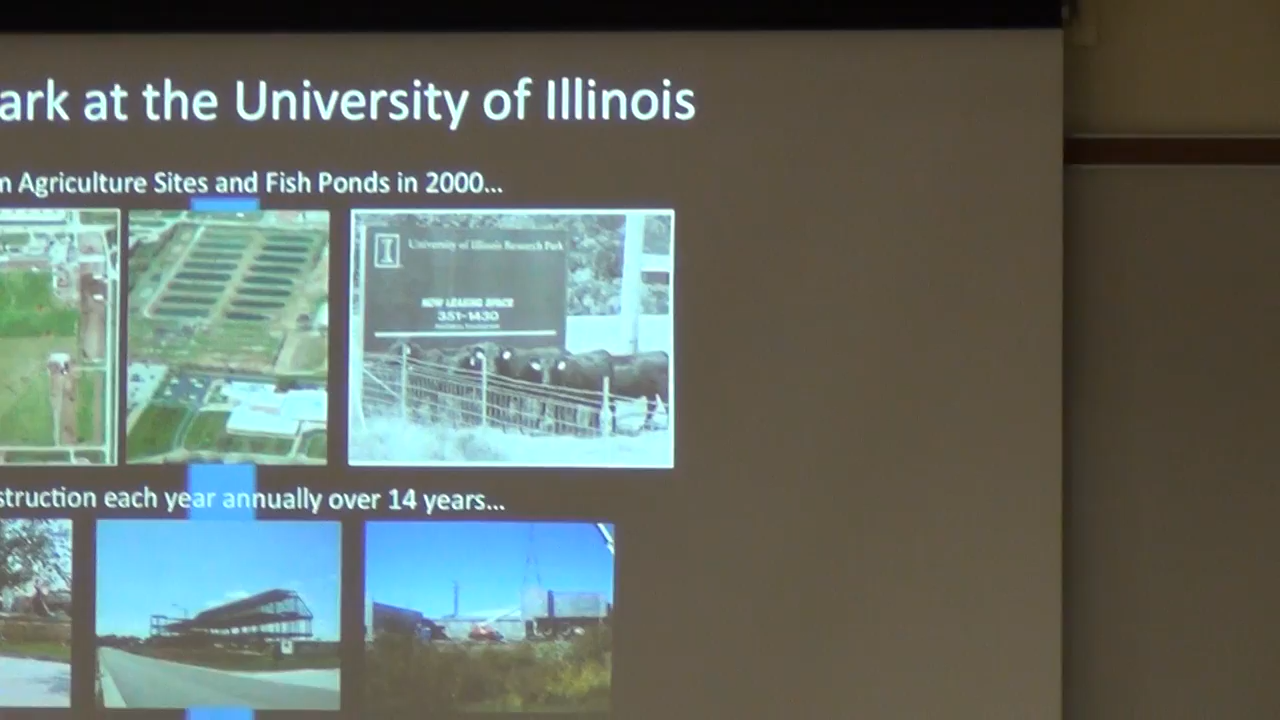 ark at the University of Illinois
m Agriculture Sites and Fish Ponds in 2000...
I
University of Illinois Research Park
NOW LEASING SPACE
351-1430
struction each year annually over 14 years...